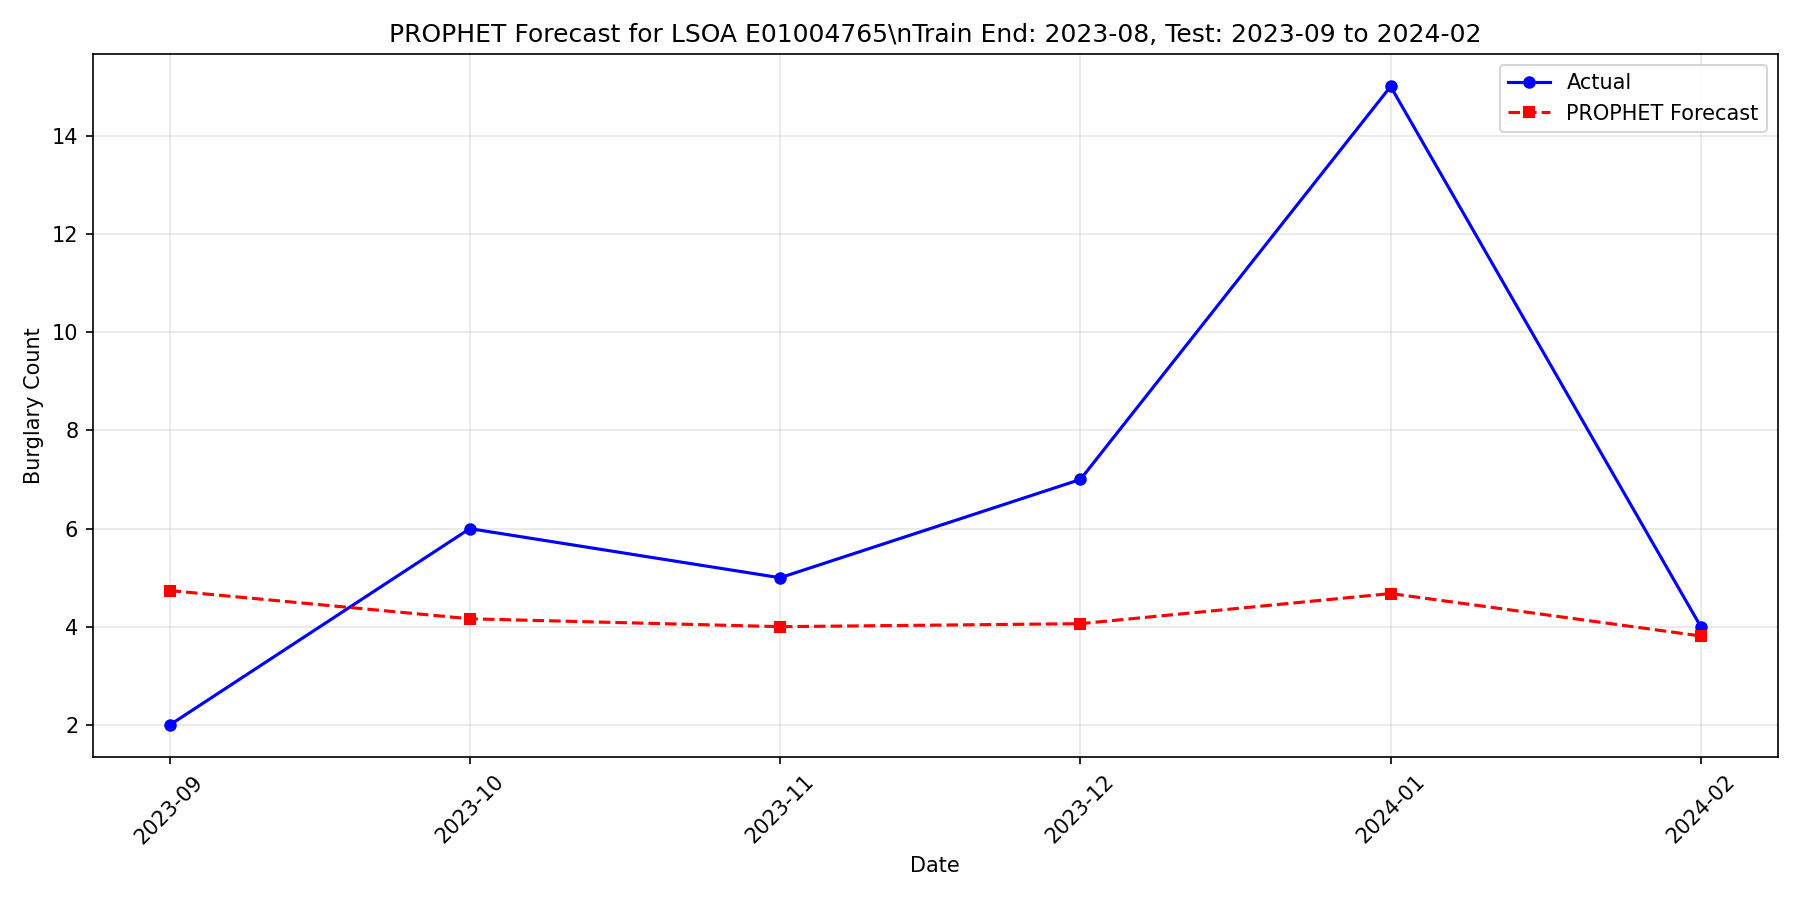 PROPHET Forecast for LSOA E01004765\nTrain End: 2023-08, Test: 2023-09 to 2024-02
Actual
PROPHET Forecast
Burglary Count
14
12
10
8
6
4
2
2023-09
2023-10
2023-11
2023-12
2024-01
2024-02
Date